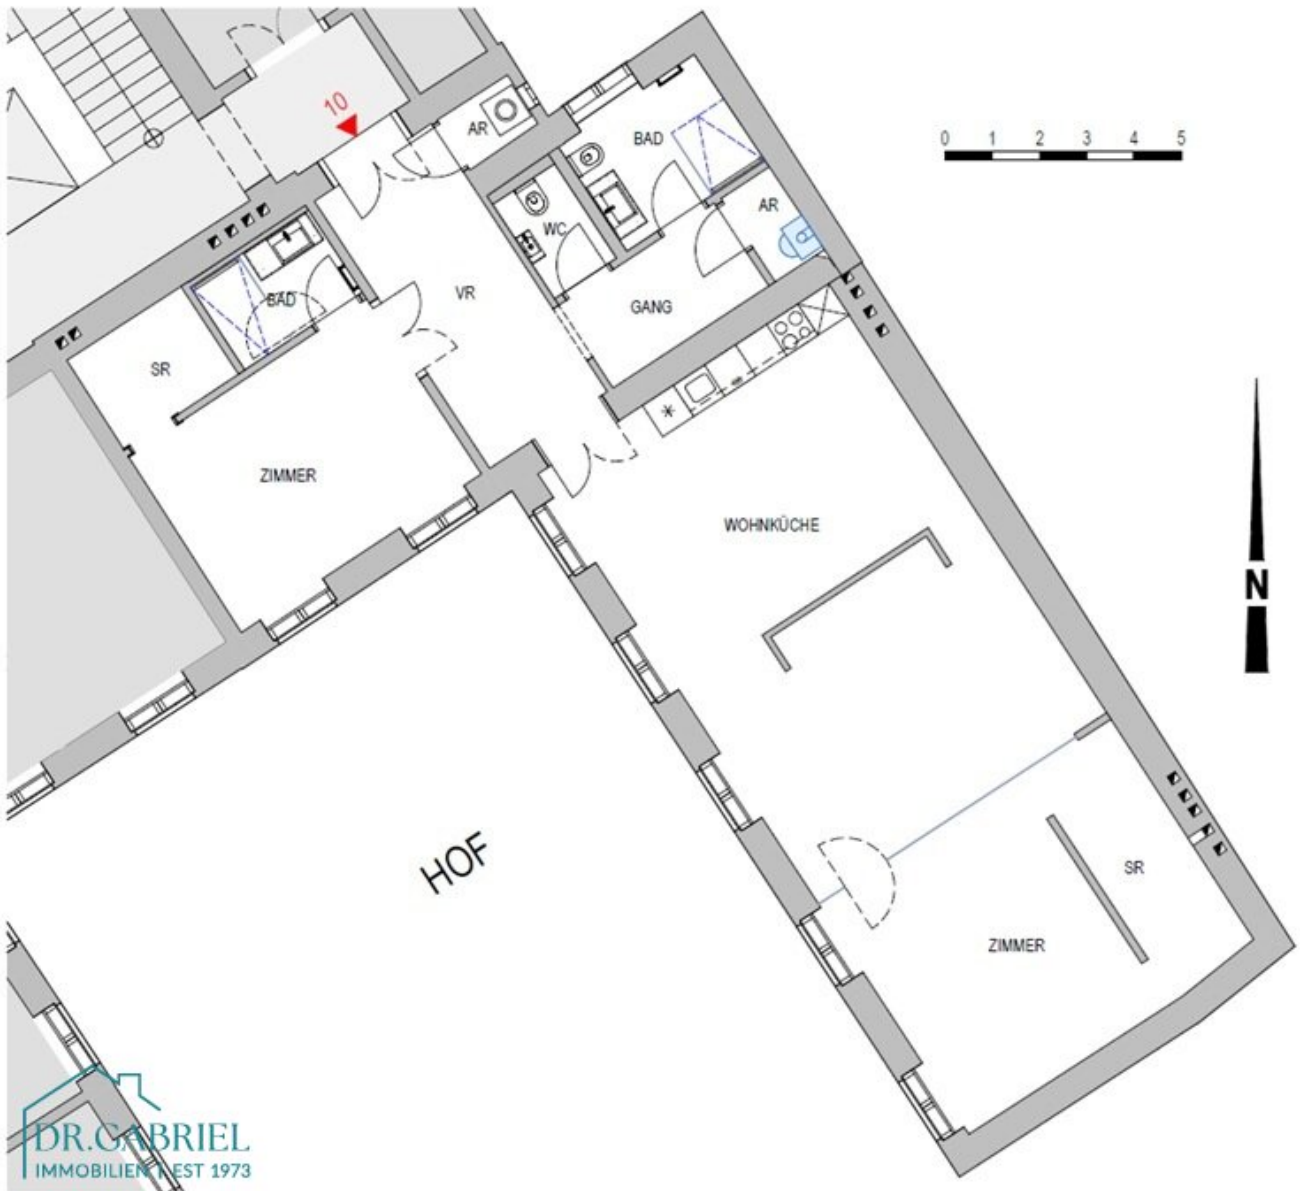 10
AR
BAD
0 1 2 3 4 5
WC
AR
BAD
VR
GANG
SR
ZIMMER
WOHNKÜCHE
N
HOF
SR
ZIMMER
DR.GABRIEL
IMMOBILIEN | EST 1973